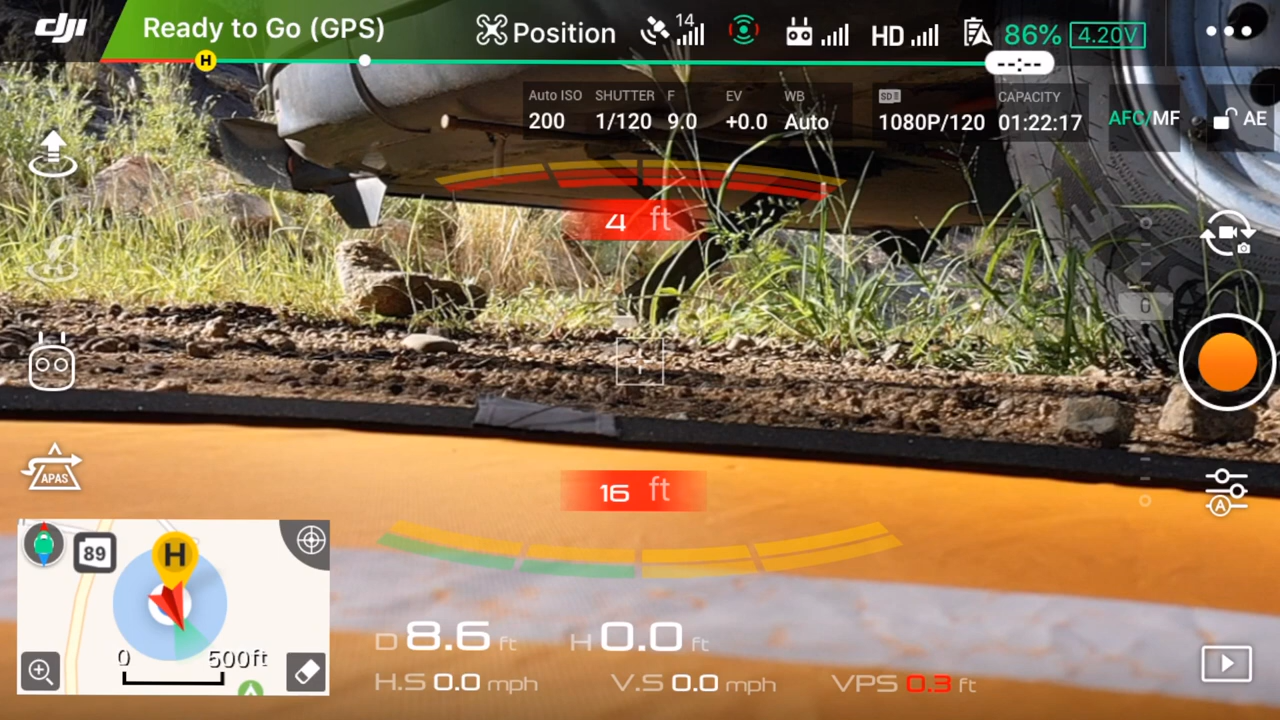 dji
Ready to Go (GPS)
Position
14
HD
86%
4.20V
H
--:--
Auto ISO
200
SHUTTER
1/120
F
9.0
EV
+0.0
WB
Auto
SD
1080P/120
CAPACITY
01:22:17
AFC/MF
AE
4 ft
0
APAS
16 ft
89
H
0 500ft
D 8.6 ft H 0.0 ft
H.S 0.0 mph V.S 0.0 mph VPS 0.3 ft
A